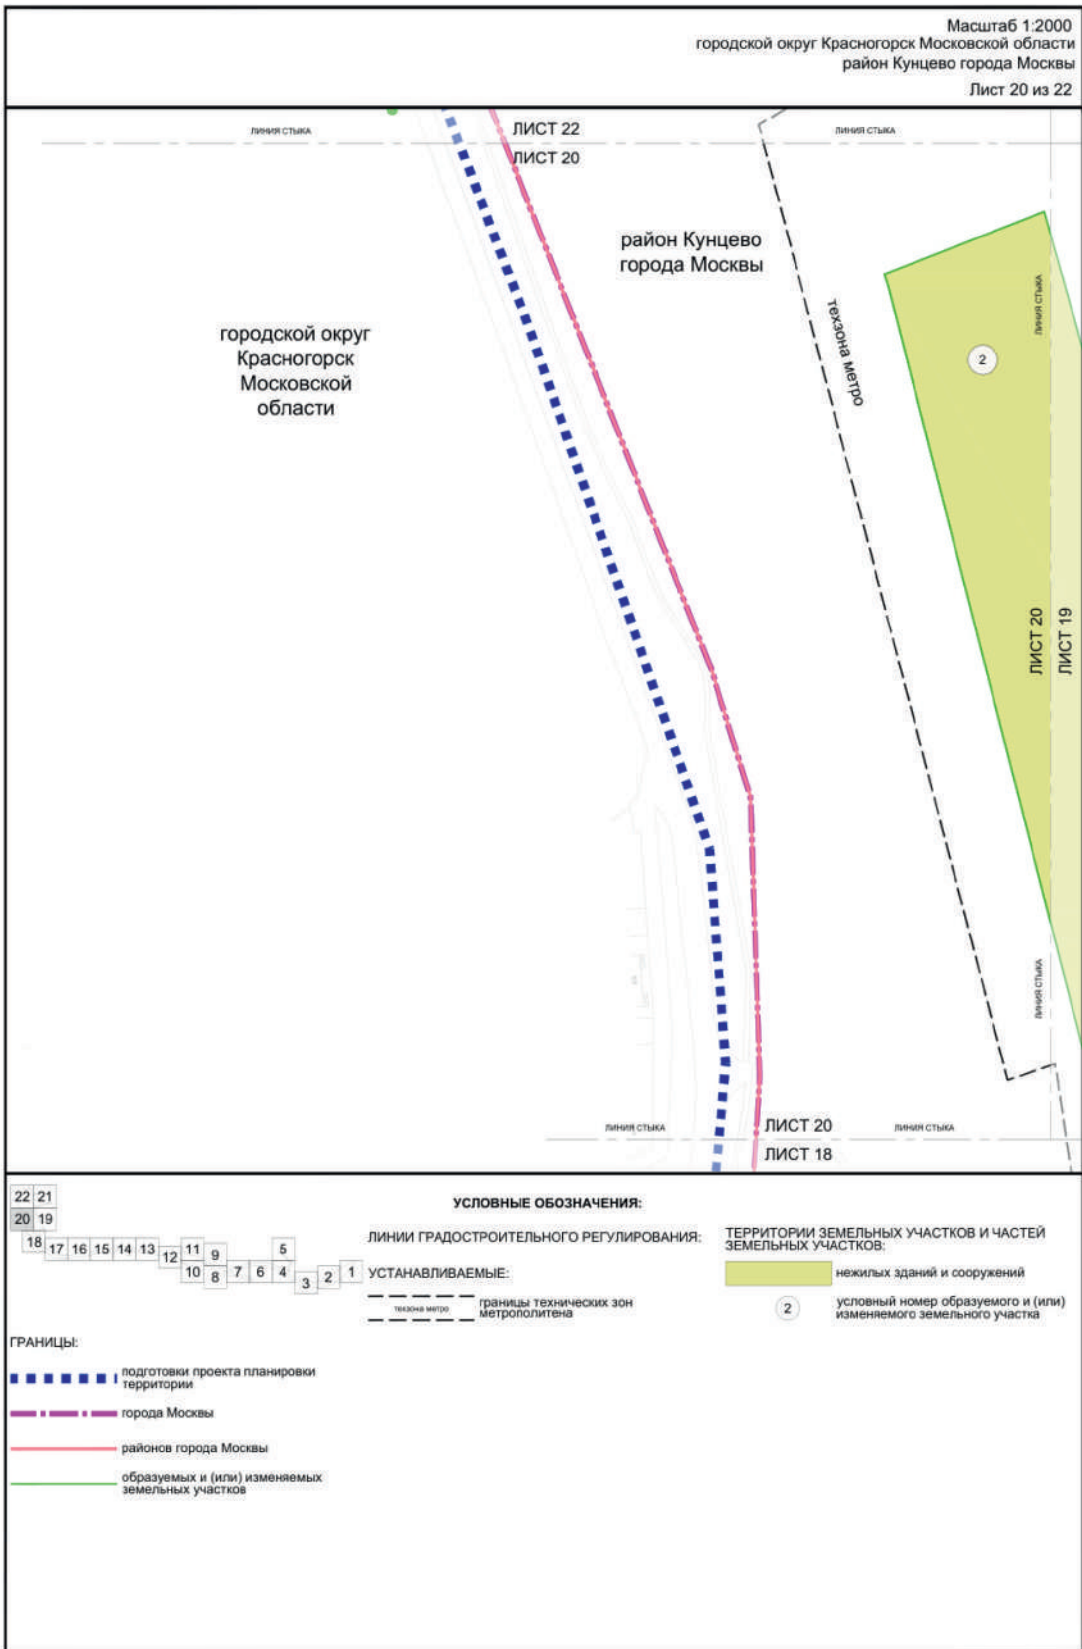 Масштаб 1:2000
городской округ Красногорск Московской области
район Кунцево города Москвы
Лист 20 из 22
ЛИНИЯ СТЫКА
ЛИСТ 22
ЛИНИЯ СТЫКА
ЛИСТ 20
район Кунцево
города Москвы
городской округ
Красногорск
Московской
области
техзона метро
ЛИНИЯ СТЫКА
2
ЛИСТ 20
ЛИСТ 19
ЛИНИЯ СТЫКА
ЛИНИЯ СТЫКА
ЛИСТ 20
ЛИНИЯ СТЫКА
ЛИСТ 18
22 21
20 19
18 17 16 15 14 13 12 11 9 5
10 8 7 6 4 3 2 1
УСЛОВНЫЕ ОБОЗНАЧЕНИЯ:
ЛИНИИ ГРАДОСТРОИТЕЛЬНОГО РЕГУЛИРОВАНИЯ:
УСТАНАВЛИВАЕМЫЕ:
техзона метро
границы технических зон
метрополитена
ТЕРРИТОРИИ ЗЕМЕЛЬНЫХ УЧАСТКОВ И ЧАСТЕЙ
ЗЕМЕЛЬНЫХ УЧАСТКОВ:
нежилых зданий и сооружений
2
условный номер образуемого и (или)
изменяемого земельного участка
ГРАНИЦЫ:
подготовки проекта планировки
территории
города Москвы
районов города Москвы
образуемых и (или) изменяемых
земельных участков